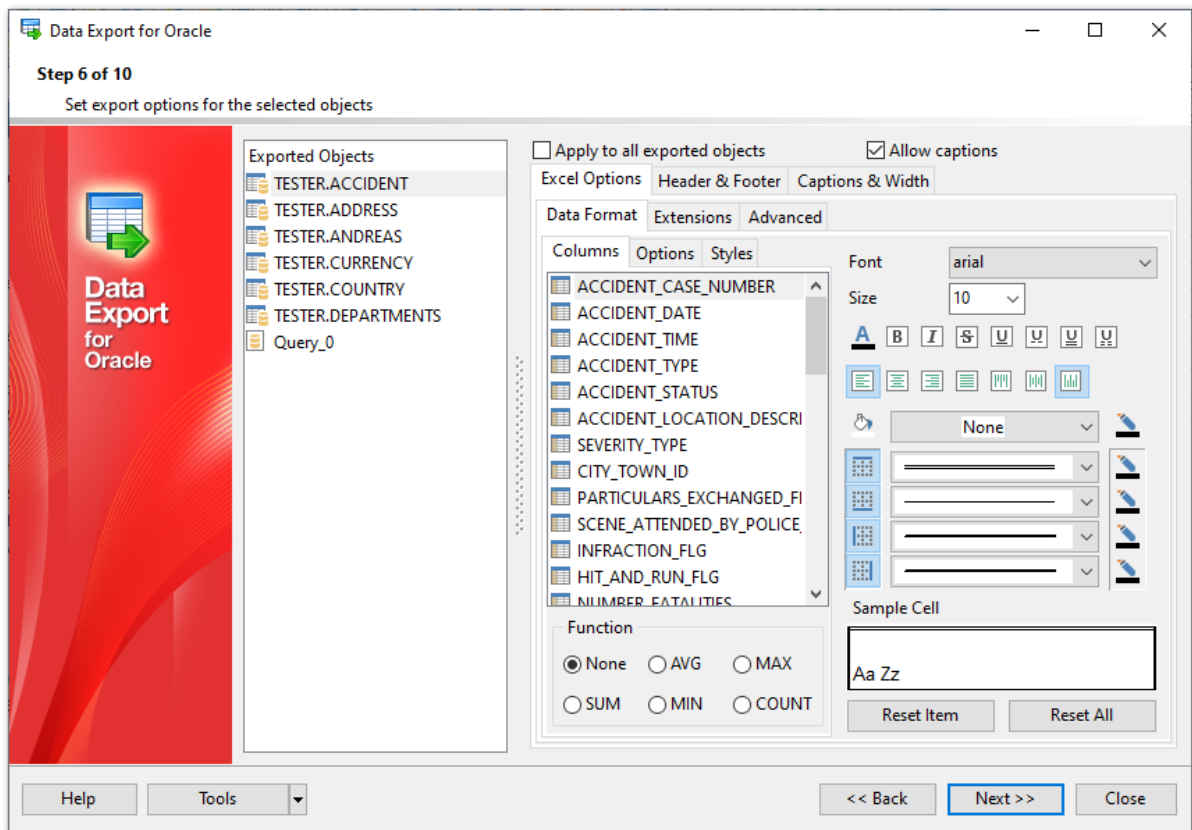 Data Export for Oracle
Step 6 of 10
Set export options for the selected objects
Data
Export
for
Oracle
Exported Objects
TESTER.ACCIDENT
TESTER.ADDRESS
TESTER.ANDREAS
TESTER.CURRENCY
TESTER.COUNTRY
TESTER.DEPARTMENTS
Query_0
Apply to all exported objects
Allow captions
Excel Options Header & Footer Captions & Width
Data Format Extensions Advanced
Columns Options Styles
ACCIDENT_CASE_NUMBER
ACCIDENT_DATE
ACCIDENT_TIME
ACCIDENT_TYPE
ACCIDENT_STATUS
ACCIDENT_LOCATION_DESCRI
SEVERITY_TYPE
CITY_TOWN_ID
PARTICULARS_EXCHANGED_FI
SCENE_ATTENDED_BY_POLICE_
INFRACTION_FLG
HIT_AND_RUN_FLG
NUMBER_FATALITIES
Function
None AVG MAX
SUM MIN COUNT
Font arial
Size 10
A B I S U U U U
None
Sample Cell
Aa Zz
Reset Item Reset All
Help Tools << Back Next >> Close